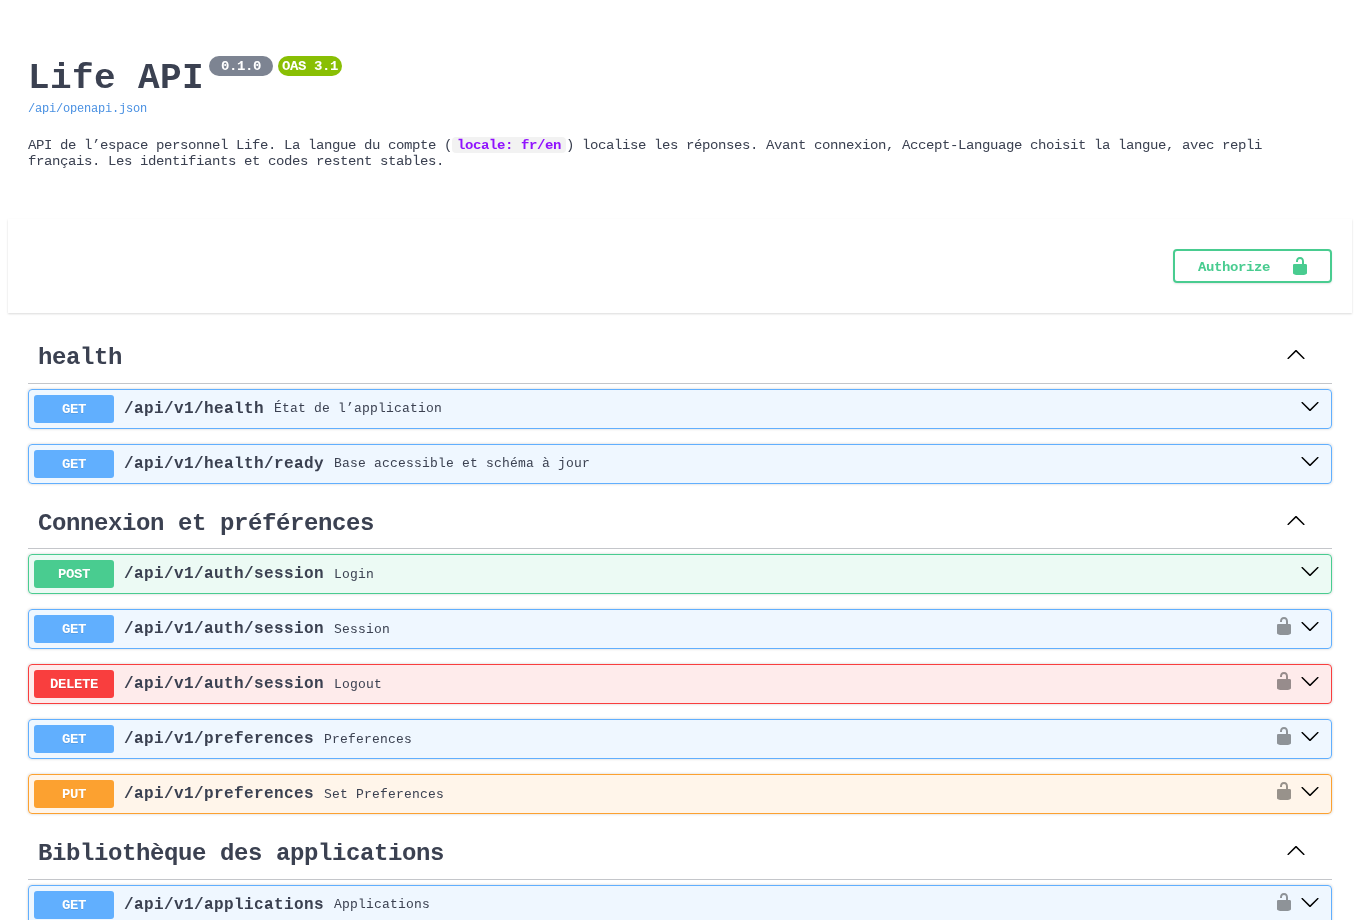 Life API 0.1.0 OAS 3.1
/api/openapi.json
API de l’espace personnel Life. La langue du compte ( locale: fr/en ) localise les réponses. Avant connexion, Accept-Language choisit la langue, avec repli
français. Les identifiants et codes restent stables.
Authorize
health
GET /api/v1/health État de l’application
GET /api/v1/health/ready Base accessible et schéma à jour
Connexion et préférences
POST /api/v1/auth/session Login
GET /api/v1/auth/session Session
DELETE /api/v1/auth/session Logout
GET /api/v1/preferences Preferences
PUT /api/v1/preferences Set Preferences
Bibliothèque des applications
GET /api/v1/applications Applications